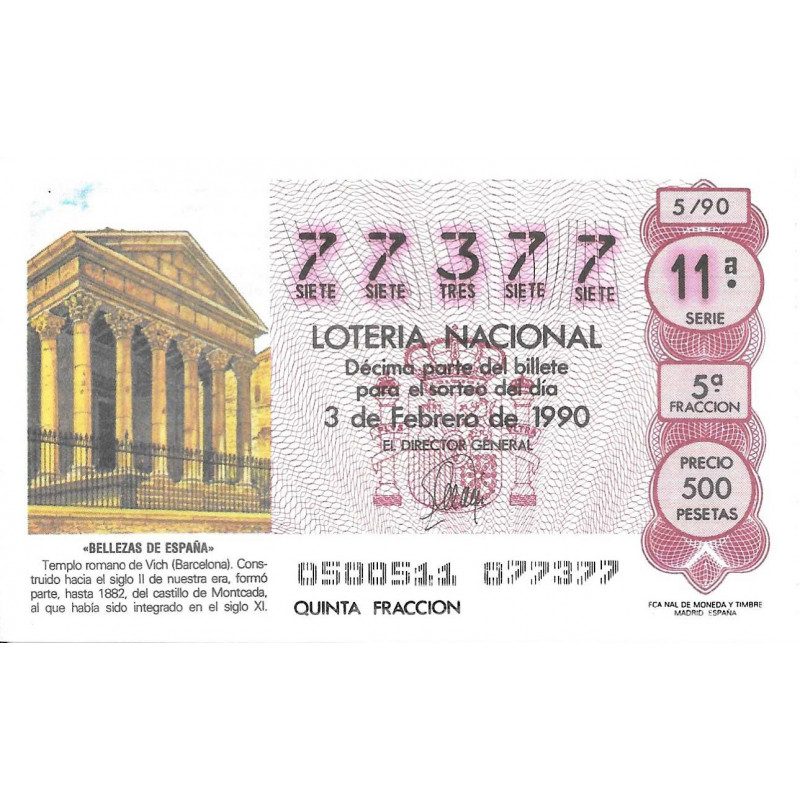 5/90
7 7 3 7 7
SIETE SIETE TRES SIETE SIETE
11ª
SERIE
LOTERIA NACIONAL
Décima parte del billete
para el sorteo del día
3 de Febrero de 1990
EL DIRECTOR GENERAL
5ª
FRACCION
PRECIO
500
PESETAS
«BELLEZAS DE ESPAÑA»
Templo romano de Vich (Barcelona). Cons-
truido hacia el siglo II de nuestra era, formó
parte, hasta 1882, del castillo de Montcada,
al que había sido integrado en el siglo XI.
0500511 077377
QUINTA FRACCION
FCA NAL DE MONEDA Y TIMBRE
MADRID ESPAÑA